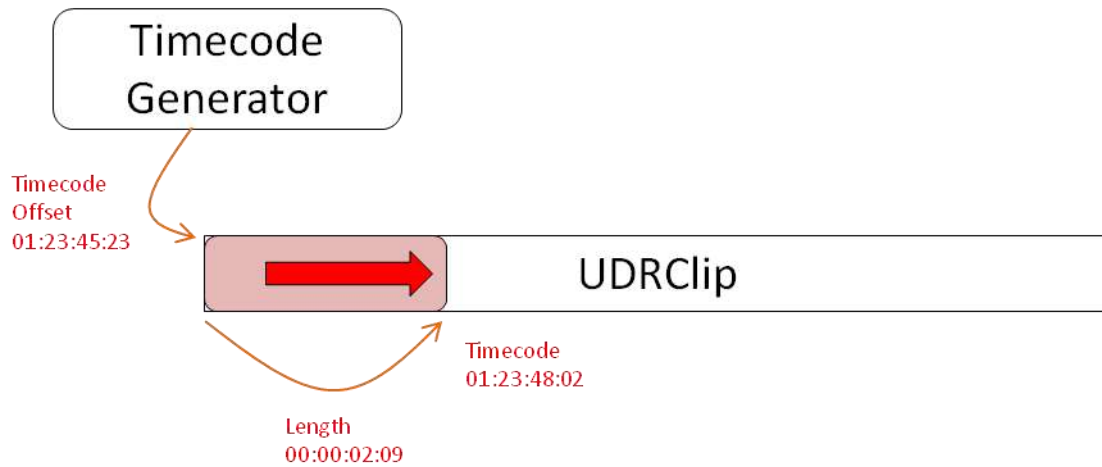 Timecode
Generator
Timecode
Offset
01:23:45:23
UDRClip
Timecode
01:23:48:02
Length
00:00:02:09